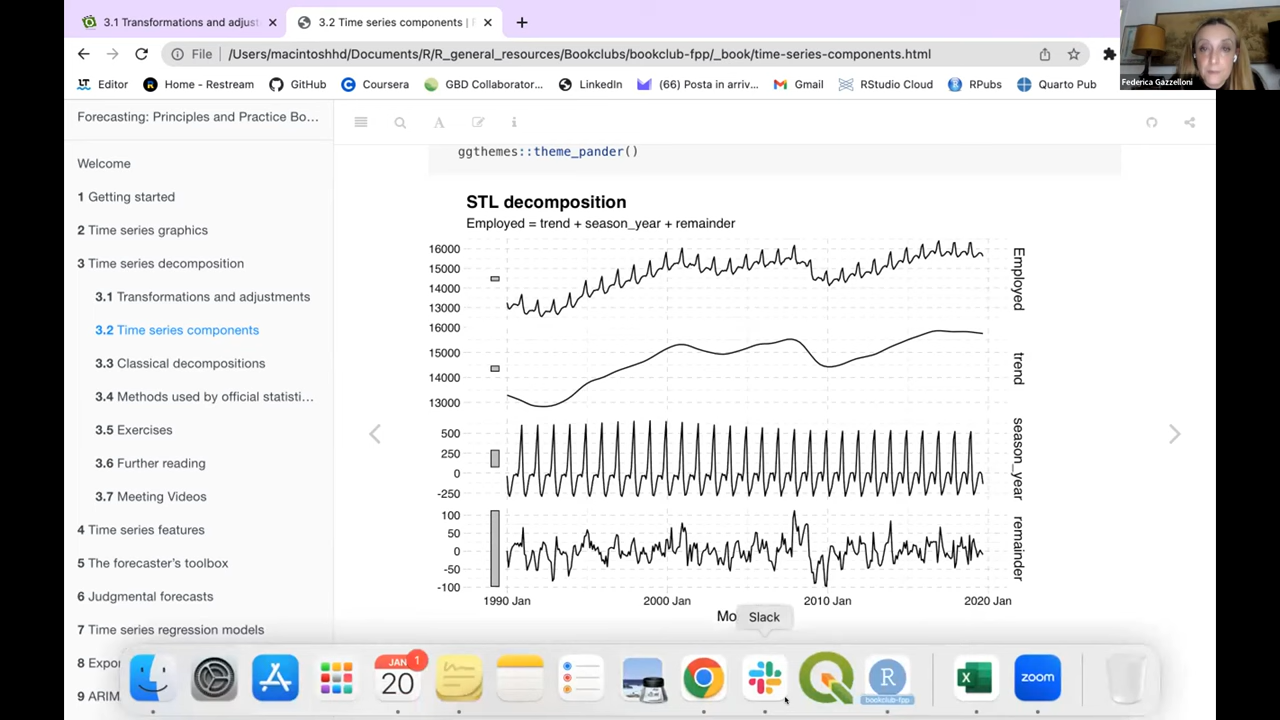 3.1 Transformations and adjust
3.2 Time series components |
File
/Users/macintoshhd/Documents/R/R_general_resources/Bookclubs/bookclub-fpp/_book/time-series-components.html
Federica Gazzelloni
Editor
Home - Restream
GitHub
Coursera
GBIFCollaborator...
LinkedIn
(66) Posta in arriv...
Gmail
RStudio Cloud
RPubs
Quarto Pub
Forecasting: Principles and Practice Bo...
Welcome
1 Getting started
2 Time series graphics
3 Time series decomposition
3.1 Transformations and adjustments
3.2 Time series components
3.3 Classical decompositions
3.4 Methods used by official statisti...
3.5 Exercises
3.6 Further reading
3.7 Meeting Videos
4 Time series features
5 The forecaster's toolbox
6 Judgmental forecasts
7 Time series regression models
8 Expo
9 ARIM
ggthemes::theme_pander()
STL decomposition
Employed = trend + season_year + remainder
16000
15000
14000
13000
Employed
16000
15000
14000
13000
trend
500
250
0
-250
season_year
100
50
0
-50
-100
remainder
1990 Jan
2000 Jan
2010 Jan
2020 Jan
Mo
Slack
JAN
1
20
R
bookclub-fpp
X
zoom